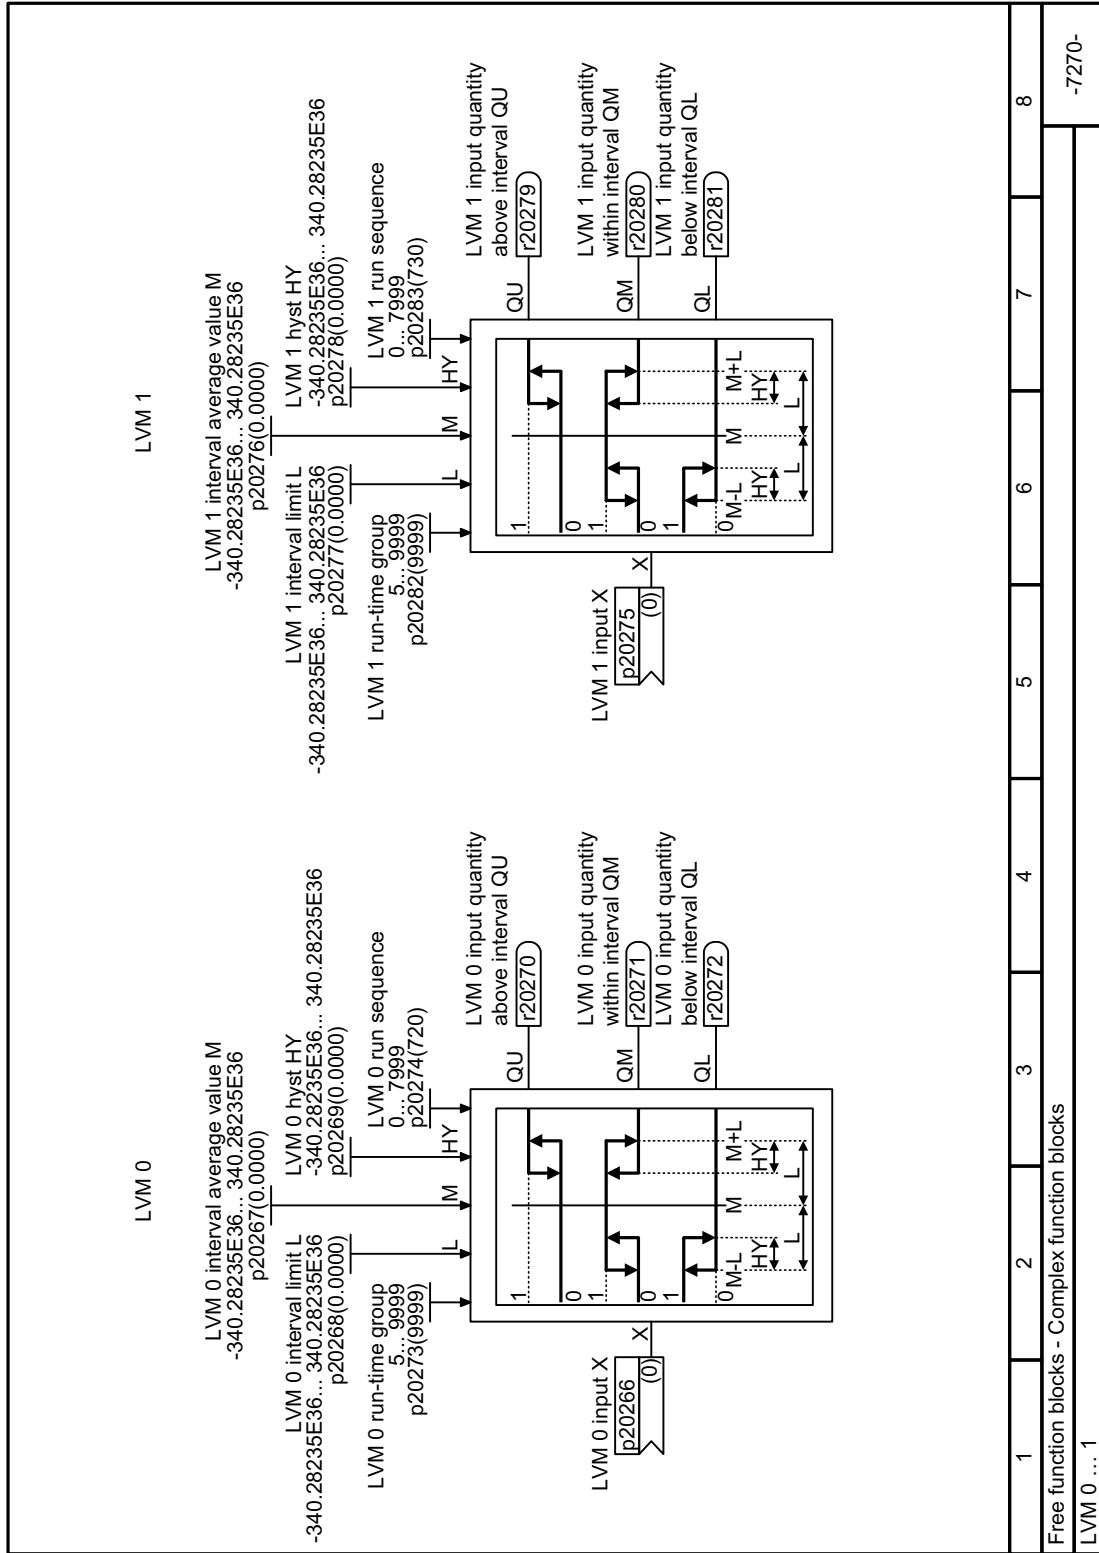 LVM 0
LVM 0 interval average value M
-340.28235E36... 340.28235E36
p20267(0.0000)
LVM 0 interval limit L
-340.28235E36... 340.28235E36
p20268(0.0000)
LVM 0 hyst HY
-340.28235E36... 340.28235E36
p20269(0.0000)
LVM 0 run-time group
5... 9999
p20273(9999)
LVM 0 run sequence
0... 7999
p20274(720)
L
M
HY
LVM 0 input X
p20266
(0)
X
1
0
1
0
1
0
M-L
M
M+L
HY
HY
L
L
QU
LVM 0 input quantity
above interval QU
r20270
QM
LVM 0 input quantity
within interval QM
r20271
QL
LVM 0 input quantity
below interval QL
r20272
LVM 1
LVM 1 interval average value M
-340.28235E36... 340.28235E36
p20276(0.0000)
LVM 1 interval limit L
-340.28235E36... 340.28235E36
p20277(0.0000)
LVM 1 hyst HY
-340.28235E36... 340.28235E36
p20278(0.0000)
LVM 1 run-time group
5... 9999
p20282(9999)
LVM 1 run sequence
0... 7999
p20283(730)
L
M
HY
LVM 1 input X
p20275
(0)
X
1
0
1
0
1
0
M-L
M
M+L
HY
HY
L
L
QU
LVM 1 input quantity
above interval QU
r20279
QM
LVM 1 input quantity
within interval QM
r20280
QL
LVM 1 input quantity
below interval QL
r20281
1 2 3 4 5 6 7 8
Free function blocks - Complex function blocks
LVM 0 ... 1
-7270-